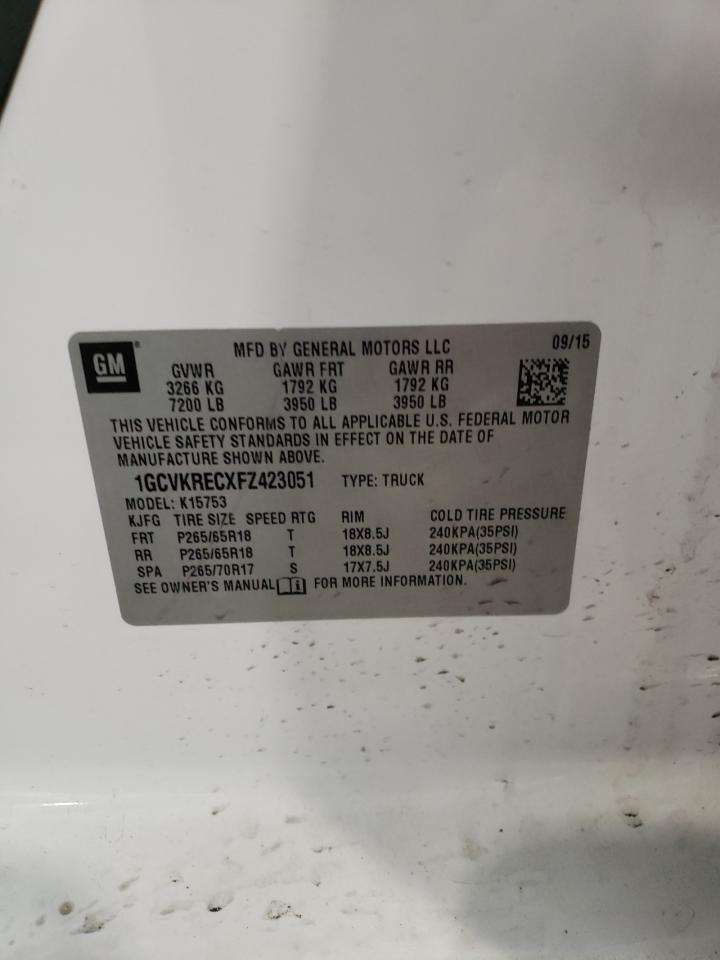 GM MFD BY GENERAL MOTORS LLC 09/15
GVWR GAWR FRT GAWR RR
3266 KG 1792 KG 1792 KG
7200 LB 3950 LB 3950 LB
THIS VEHICLE CONFORMS TO ALL APPLICABLE U.S. FEDERAL MOTOR
VEHICLE SAFETY STANDARDS IN EFFECT ON THE DATE OF
MANUFACTURE SHOWN ABOVE.
1GCVKRECXFZ423051 TYPE: TRUCK
MODEL: K15753
KJFG TIRE SIZE SPEED RTG RIM COLD TIRE PRESSURE
FRT P265/65R18 T 18X8.5J 240KPA(35PSI)
RR P265/65R18 T 18X8.5J 240KPA(35PSI)
SPA P265/70R17 S 17X7.5J 240KPA(35PSI)
SEE OWNER'S MANUAL FOR MORE INFORMATION.